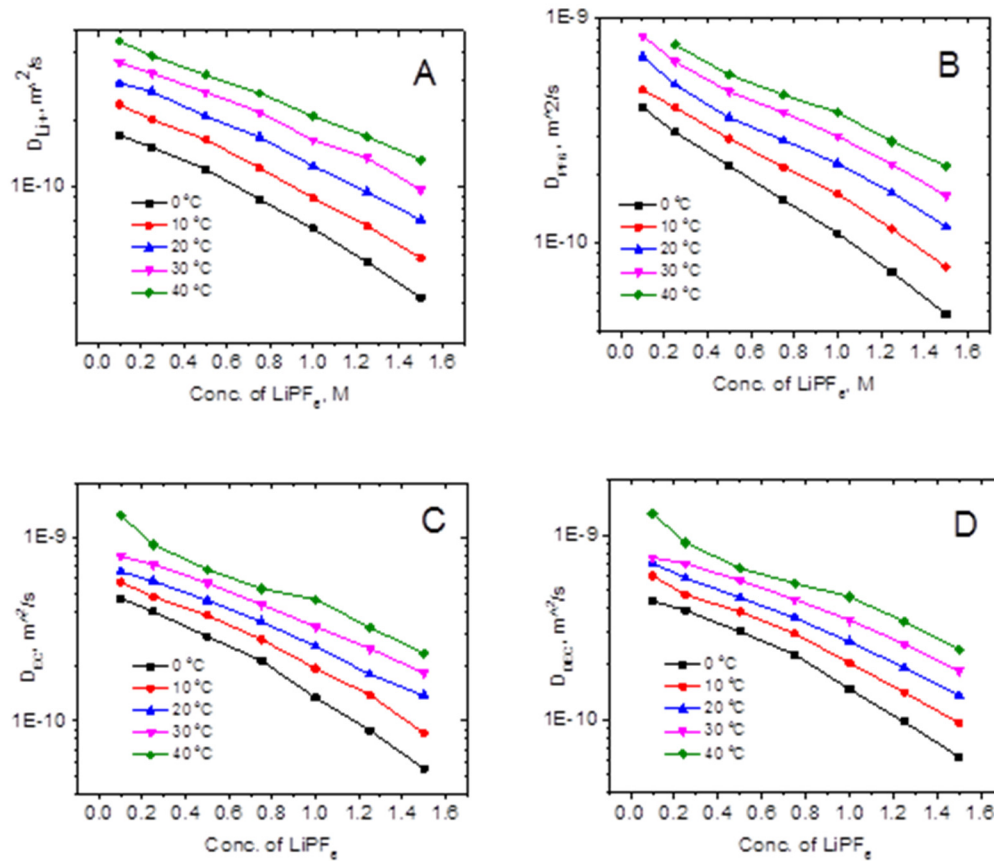 A
D_Li+, m^2/s
1E-10
0 °C
10 °C
20 °C
30 °C
40 °C
0.0 0.2 0.4 0.6 0.8 1.0 1.2 1.4 1.6
Conc. of LiPF₆, M
B
D_PF6, m^2/s
1E-9
1E-10
0 °C
10 °C
20 °C
30 °C
40 °C
0.0 0.2 0.4 0.6 0.8 1.0 1.2 1.4 1.6
Conc. of LiPF₆, M
C
D_EC, m^2/s
1E-9
1E-10
0 °C
10 °C
20 °C
30 °C
40 °C
0.0 0.2 0.4 0.6 0.8 1.0 1.2 1.4 1.6
Conc. of LiPF₆
D
D_DEC, m^2/s
1E-9
1E-10
0 °C
10 °C
20 °C
30 °C
40 °C
0.0 0.2 0.4 0.6 0.8 1.0 1.2 1.4 1.6
Conc. of LiPF₆